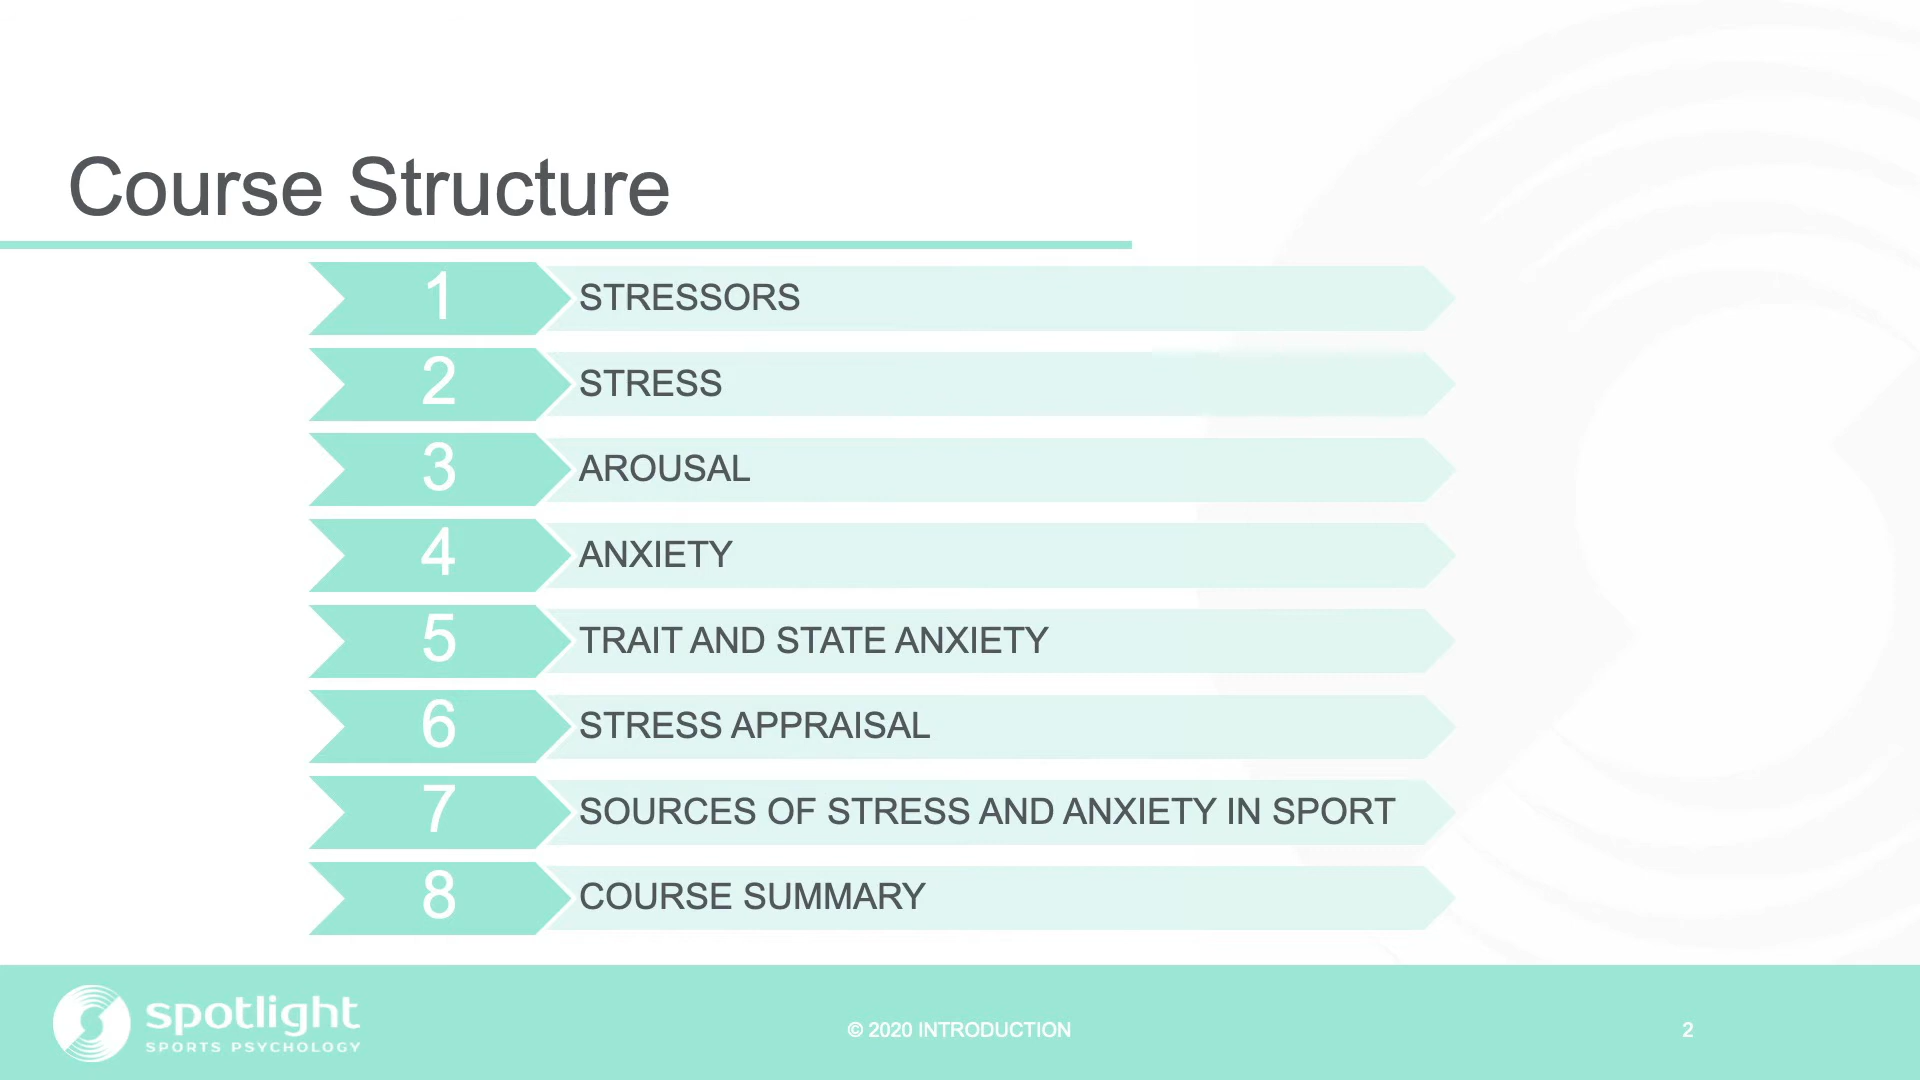 Course Structure
1 STRESSORS
2 STRESS
3 AROUSAL
4 ANXIETY
5 TRAIT AND STATE ANXIETY
6 STRESS APPRAISAL
7 SOURCES OF STRESS AND ANXIETY IN SPORT
8 COURSE SUMMARY
spotlight
SPORTS PSYCHOLOGY
© 2020 INTRODUCTION
2